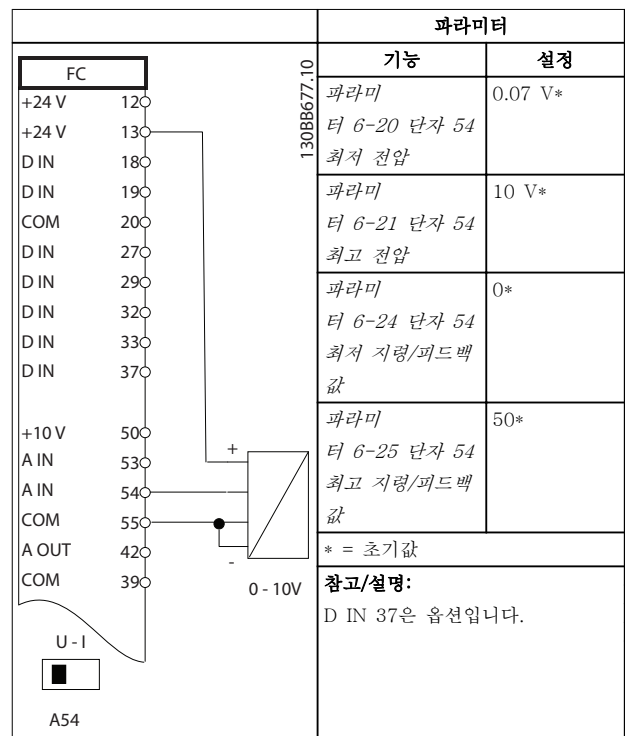 파라미터
기능 설정
FC
130BB677.10
+24 V 12
+24 V 13
D IN 18
D IN 19
COM 20
D IN 27
D IN 29
D IN 32
D IN 33
D IN 37
+10 V 50
A IN 53
A IN 54
COM 55
A OUT 42
COM 39
+
-
0 - 10V
U - I
A54
파라미
터 6-20 단자 54
최저 전압
0.07 V*
파라미
터 6-21 단자 54
최고 전압
10 V*
파라미
터 6-24 단자 54
최저 지령/피드백
값
0*
파라미
터 6-25 단자 54
최고 지령/피드백
값
50*
* = 초기값
참고/설명:
D IN 37은 옵션입니다.